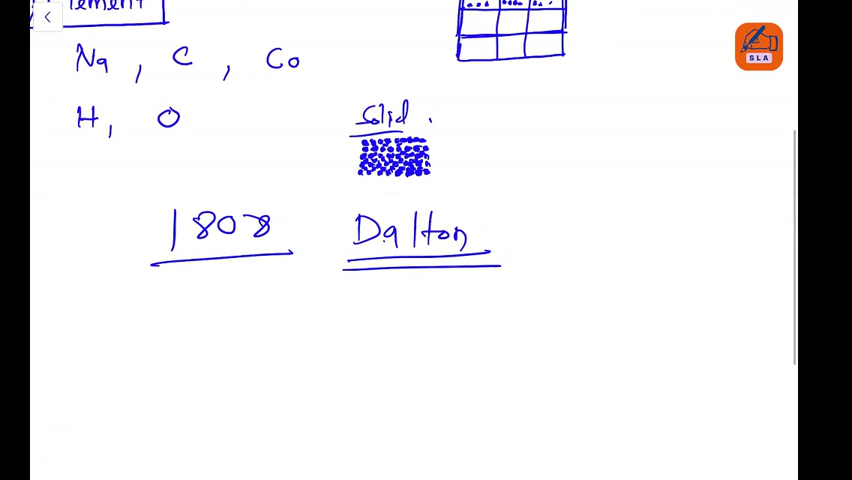 Na , C , Co
H, O
Solid .
1808 Dalton
SLA